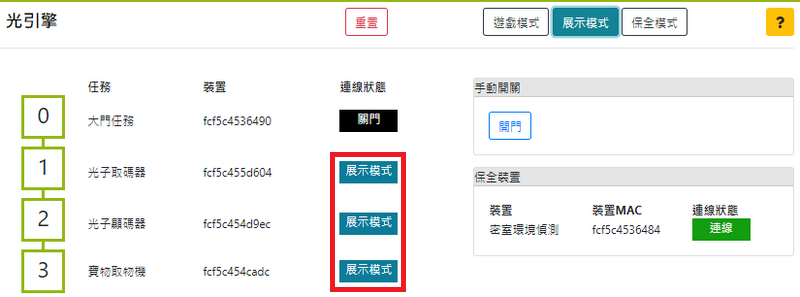 光引擎 重置 遊戲模式 展示模式 保全模式 ?
任務 裝置 連線狀態
0 大門任務 fcf5c4536490 關門
1 光子取碼器 fcf5c455d604 展示模式
2 光子顯碼器 fcf5c454d9ec 展示模式
3 寶物取物機 fcf5c454cadc 展示模式
手動開關
開門
保全裝置
裝置 裝置MAC 連線狀態
密室環境偵測 fcf5c4536484 連線